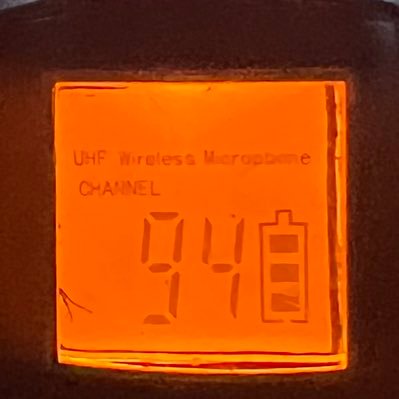 UHF Wireless Microphone
CHANNEL
94